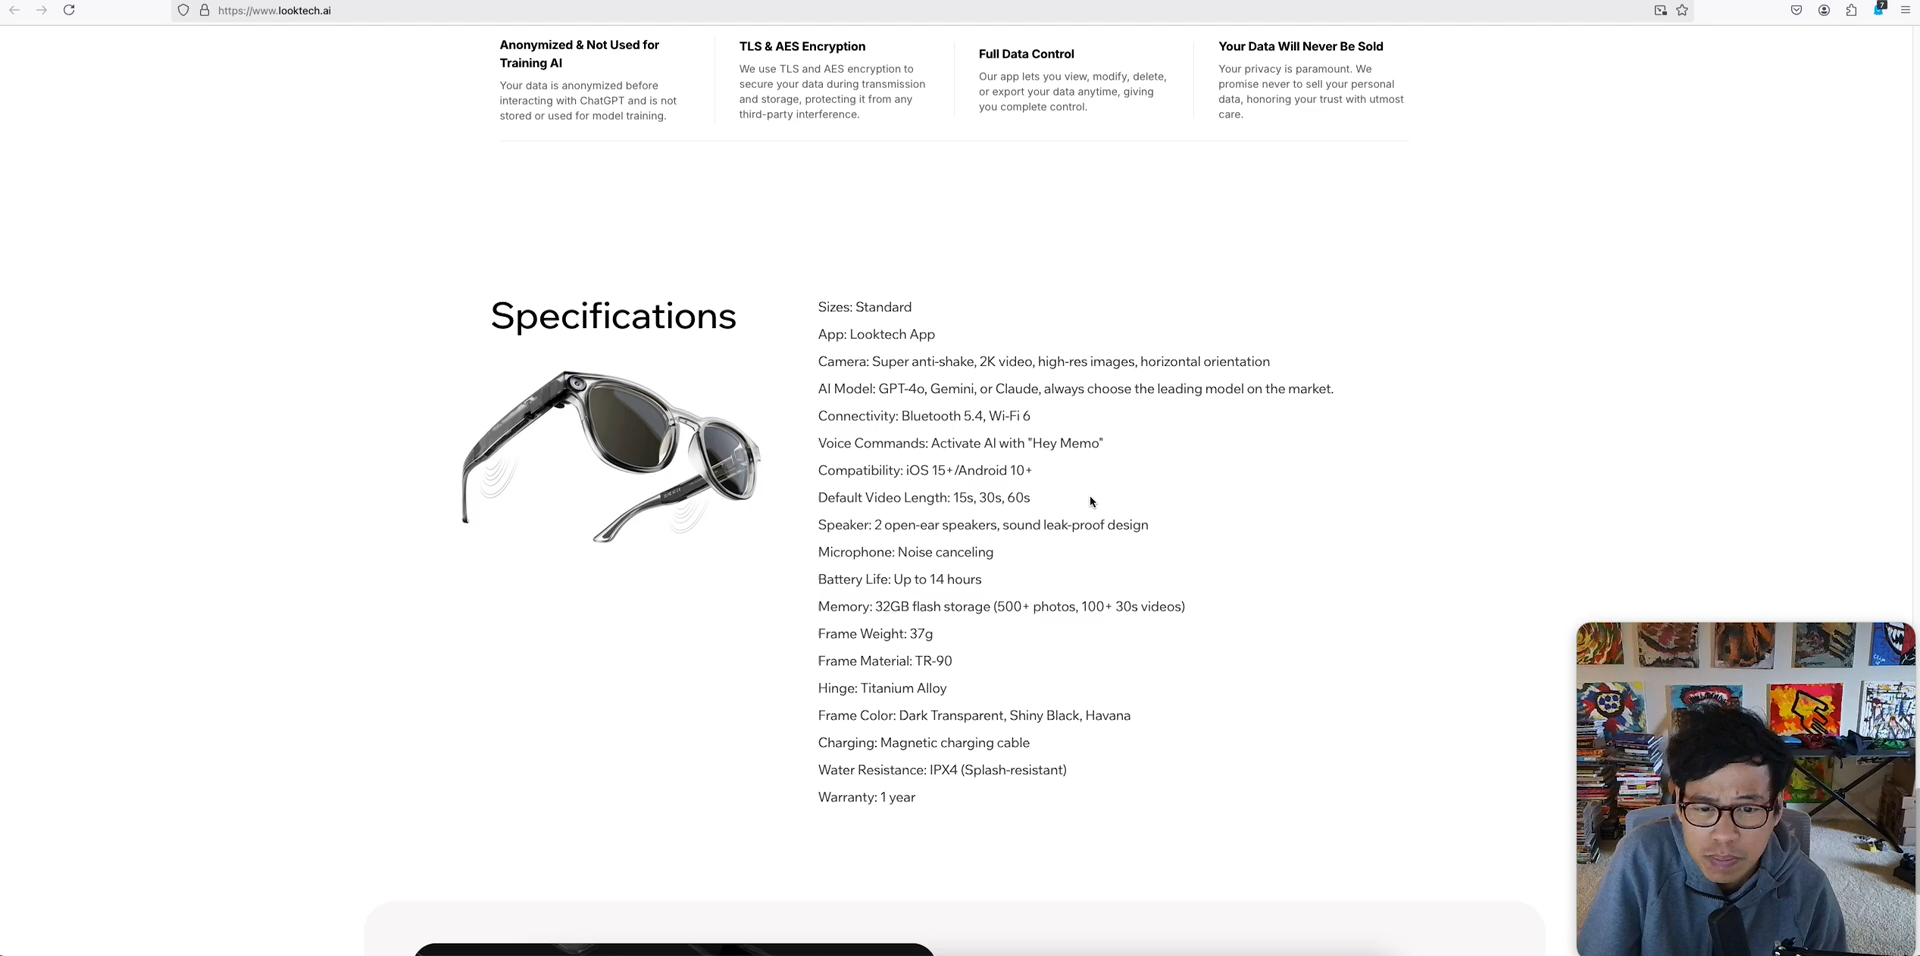 https://www.looktech.ai
7
Anonymized & Not Used for
Training AI
Your data is anonymized before
interacting with ChatGPT and is not
stored or used for model training.
TLS & AES Encryption
We use TLS and AES encryption to
secure your data during transmission
and storage, protecting it from any
third-party interference.
Full Data Control
Our app lets you view, modify, delete,
or export your data anytime, giving
you complete control.
Your Data Will Never Be Sold
Your privacy is paramount. We
promise never to sell your personal
data, honoring your trust with utmost
care.
Specifications
Sizes: Standard
App: Looktech App
Camera: Super anti-shake, 2K video, high-res images, horizontal orientation
AI Model: GPT-4o, Gemini, or Claude, always choose the leading model on the market.
Connectivity: Bluetooth 5.4, Wi-Fi 6
Voice Commands: Activate AI with "Hey Memo"
Compatibility: iOS 15+/Android 10+
Default Video Length: 15s, 30s, 60s
Speaker: 2 open-ear speakers, sound leak-proof design
Microphone: Noise canceling
Battery Life: Up to 14 hours
Memory: 32GB flash storage (500+ photos, 100+ 30s videos)
Frame Weight: 37g
Frame Material: TR-90
Hinge: Titanium Alloy
Frame Color: Dark Transparent, Shiny Black, Havana
Charging: Magnetic charging cable
Water Resistance: IPX4 (Splash-resistant)
Warranty: 1 year